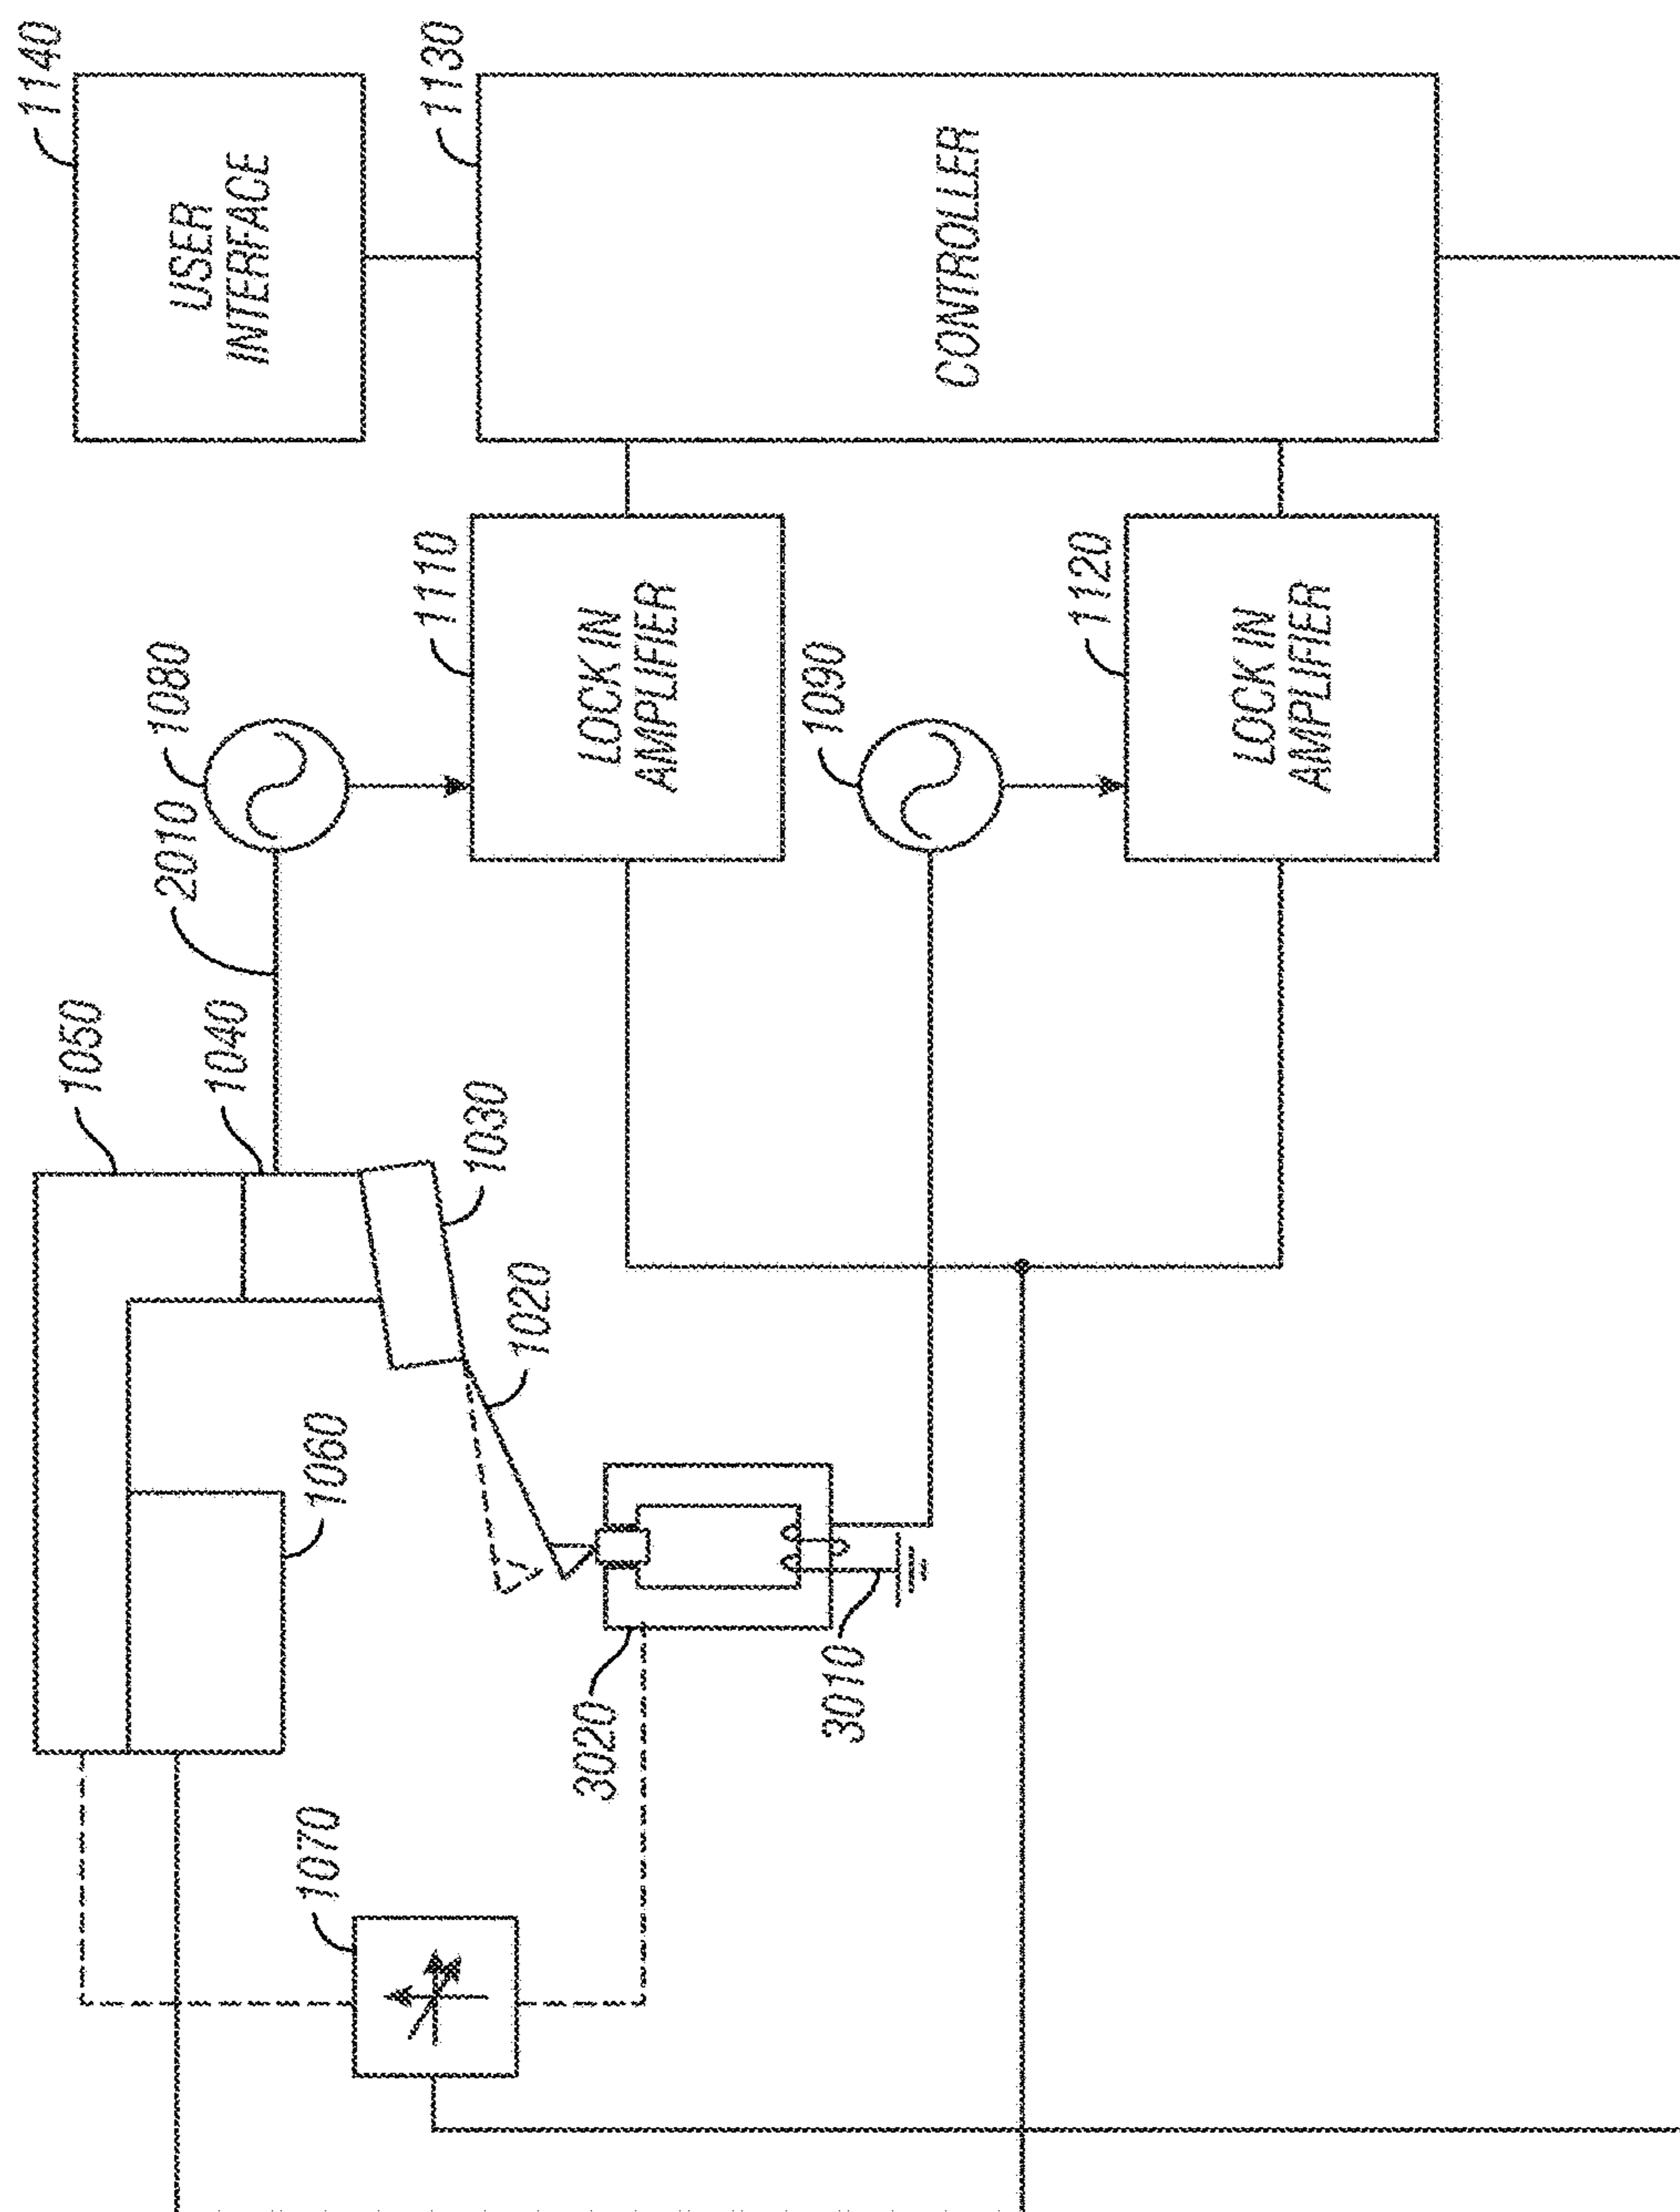 1050
1040
2010
1080
1140
USER
INTERFACE
1070
1060
1030
1020
1110
1130
LOCK IN
AMPLIFIER
3020
3010
1090
CONTROLLER
1120
LOCK IN
AMPLIFIER